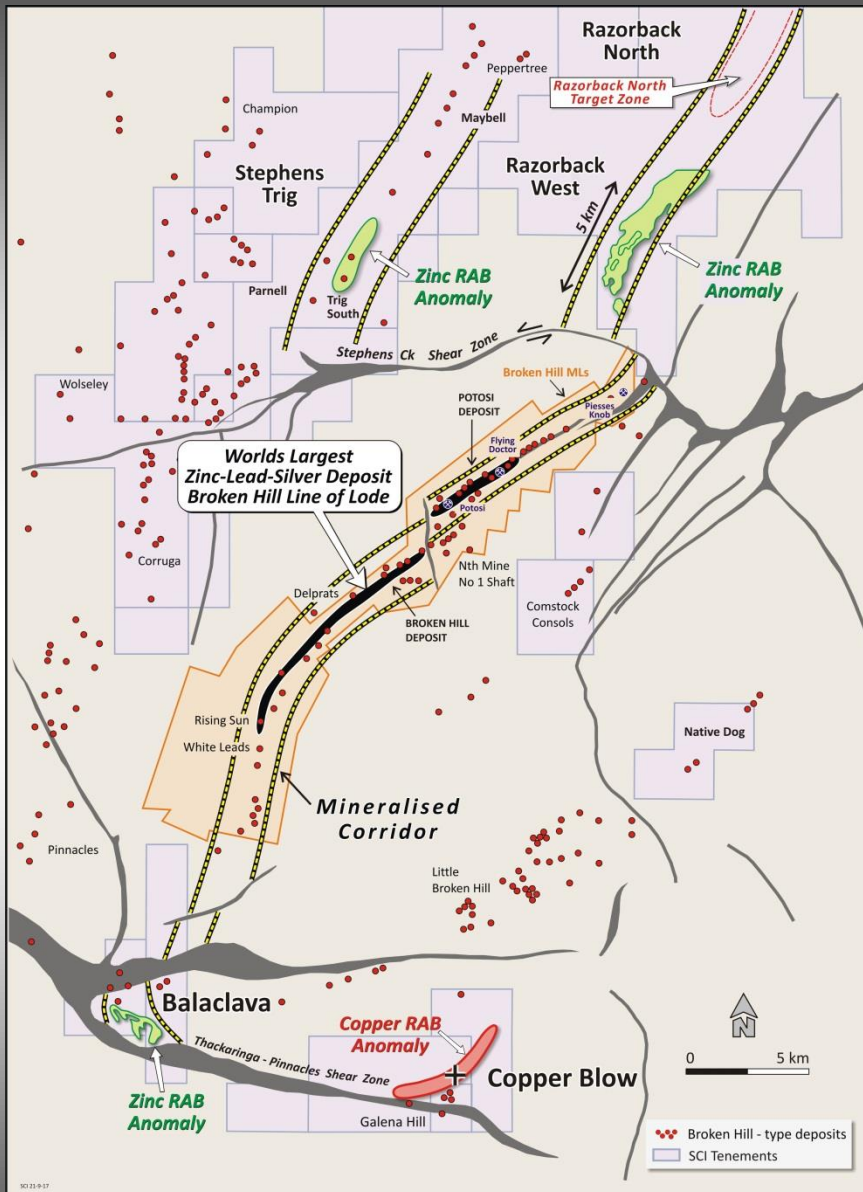 Razorback
North
Peppertree
Razorback North
Target Zone
Champion
Maybell
Stephens
Trig
Razorback
West
5 km
Zinc RAB
Anomaly
Zinc RAB
Anomaly
Parnell
Trig
South
Stephens Ck Shear Zone
Broken Hill MLs
Wolseley
POTOSI
DEPOSIT
Piesses
Knob
Flying
Doctor
Worlds Largest
Zinc-Lead-Silver Deposit
Broken Hill Line of Lode
Potosi
Corruga
Nth Mine
No 1 Shaft
Delprats
Comstock
Consols
BROKEN HILL
DEPOSIT
Rising Sun
White Leads
Native Dog
Mineralised
Corridor
Pinnacles
Little
Broken Hill
Balaclava
Copper RAB
Anomaly
N
0 5 km
Thackaringa - Pinnacles Shear Zone
Copper Blow
Zinc RAB
Anomaly
Galena Hill
Broken Hill - type deposits
SCI Tenements
SCI 21-9-17